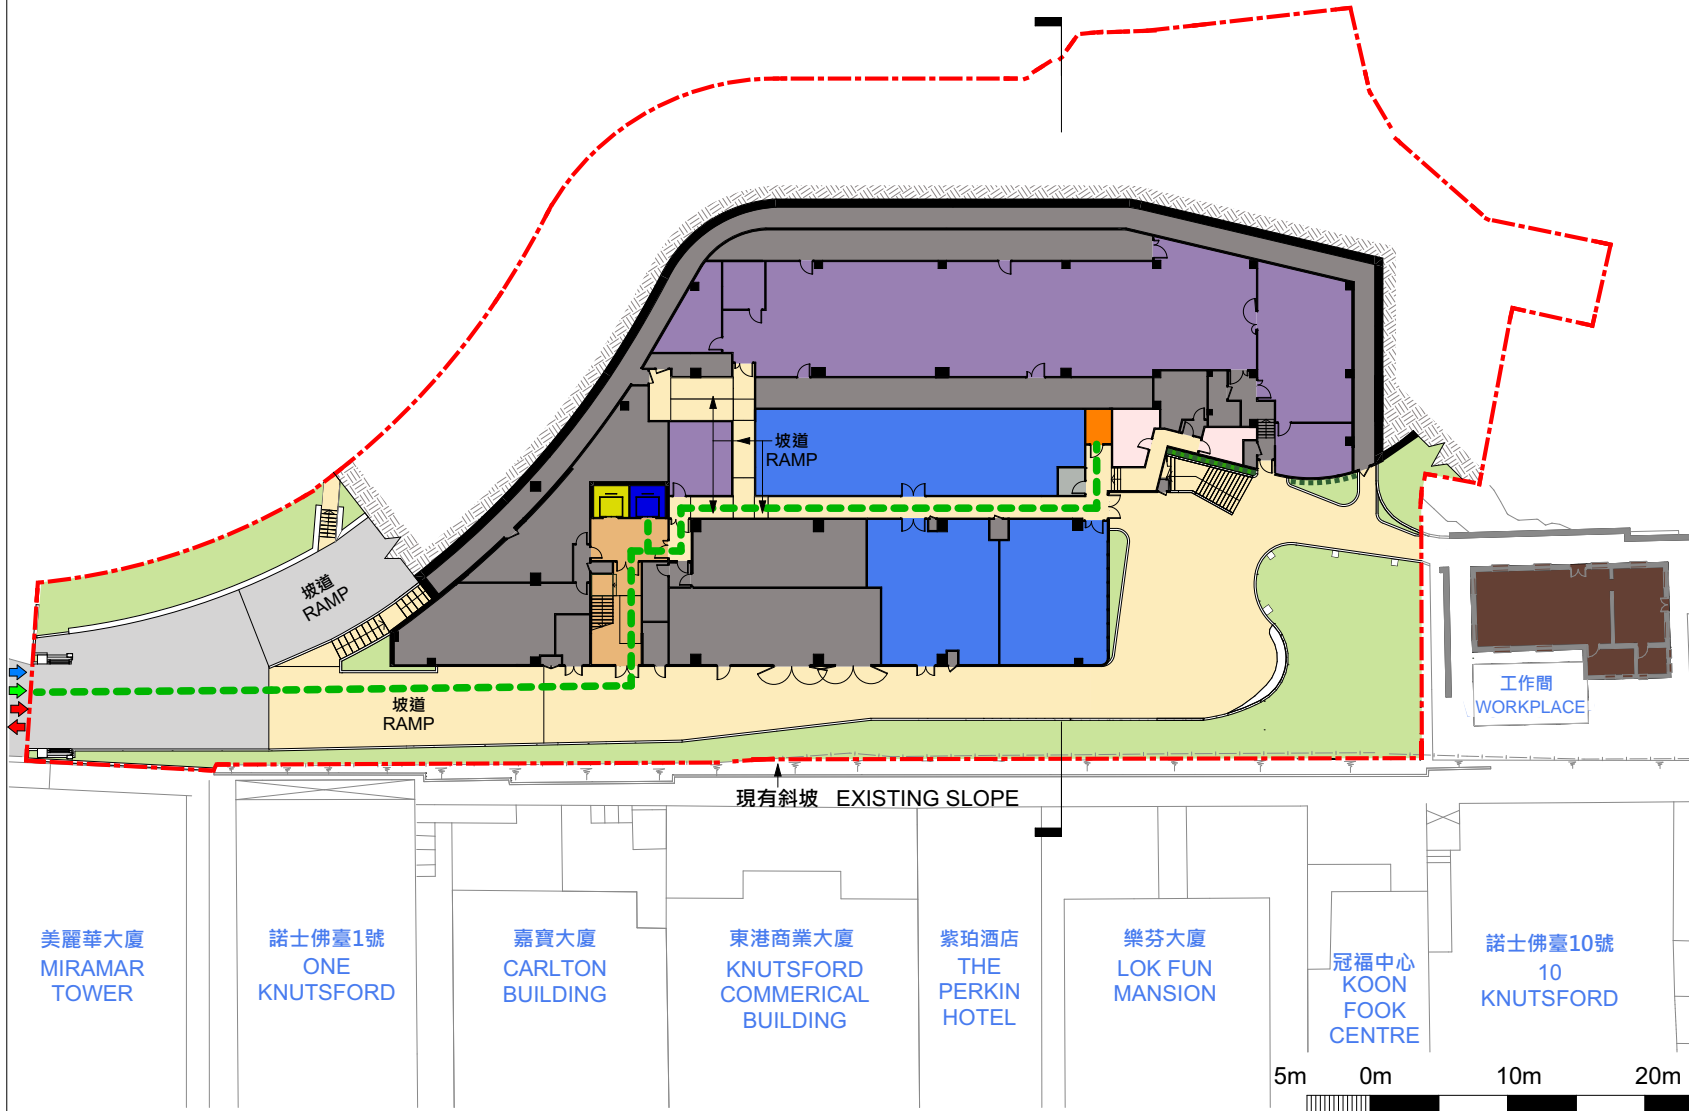 坡道
RAMP
坡道
RAMP
坡道
RAMP
工作間
WORKPLACE
現有斜坡 EXISTING SLOPE
美麗華大廈
MIRAMAR
TOWER
諾士佛臺1號
ONE
KNUTSFORD
嘉寶大廈
CARLTON
BUILDING
東港商業大廈
KNUTSFORD
COMMERICAL
BUILDING
紫珀酒店
THE
PERKIN
HOTEL
樂芬大廈
LOK FUN
MANSION
冠福中心
KOON
FOOK
CENTRE
諾士佛臺10號
10
KNUTSFORD
5m 0m 10m 20m